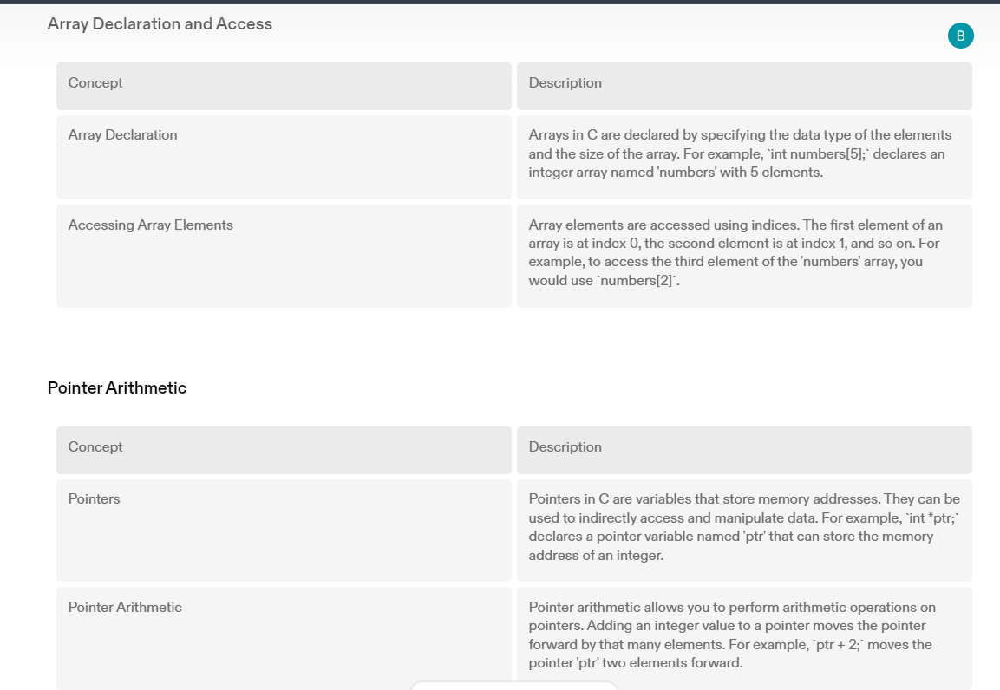 Array Declaration and Access
B
Concept
Description
Array Declaration
Arrays in C are declared by specifying the data type of the elements
and the size of the array. For example, `int numbers[5];` declares an
integer array named 'numbers' with 5 elements.
Accessing Array Elements
Array elements are accessed using indices. The first element of an
array is at index 0, the second element is at index 1, and so on. For
example, to access the third element of the 'numbers' array, you
would use `numbers[2]`.
Pointer Arithmetic
Concept
Description
Pointers
Pointers in C are variables that store memory addresses. They can be
used to indirectly access and manipulate data. For example, `int *ptr;`
declares a pointer variable named 'ptr' that can store the memory
address of an integer.
Pointer Arithmetic
Pointer arithmetic allows you to perform arithmetic operations on
pointers. Adding an integer value to a pointer moves the pointer
forward by that many elements. For example, `ptr + 2;` moves the
pointer 'ptr' two elements forward.